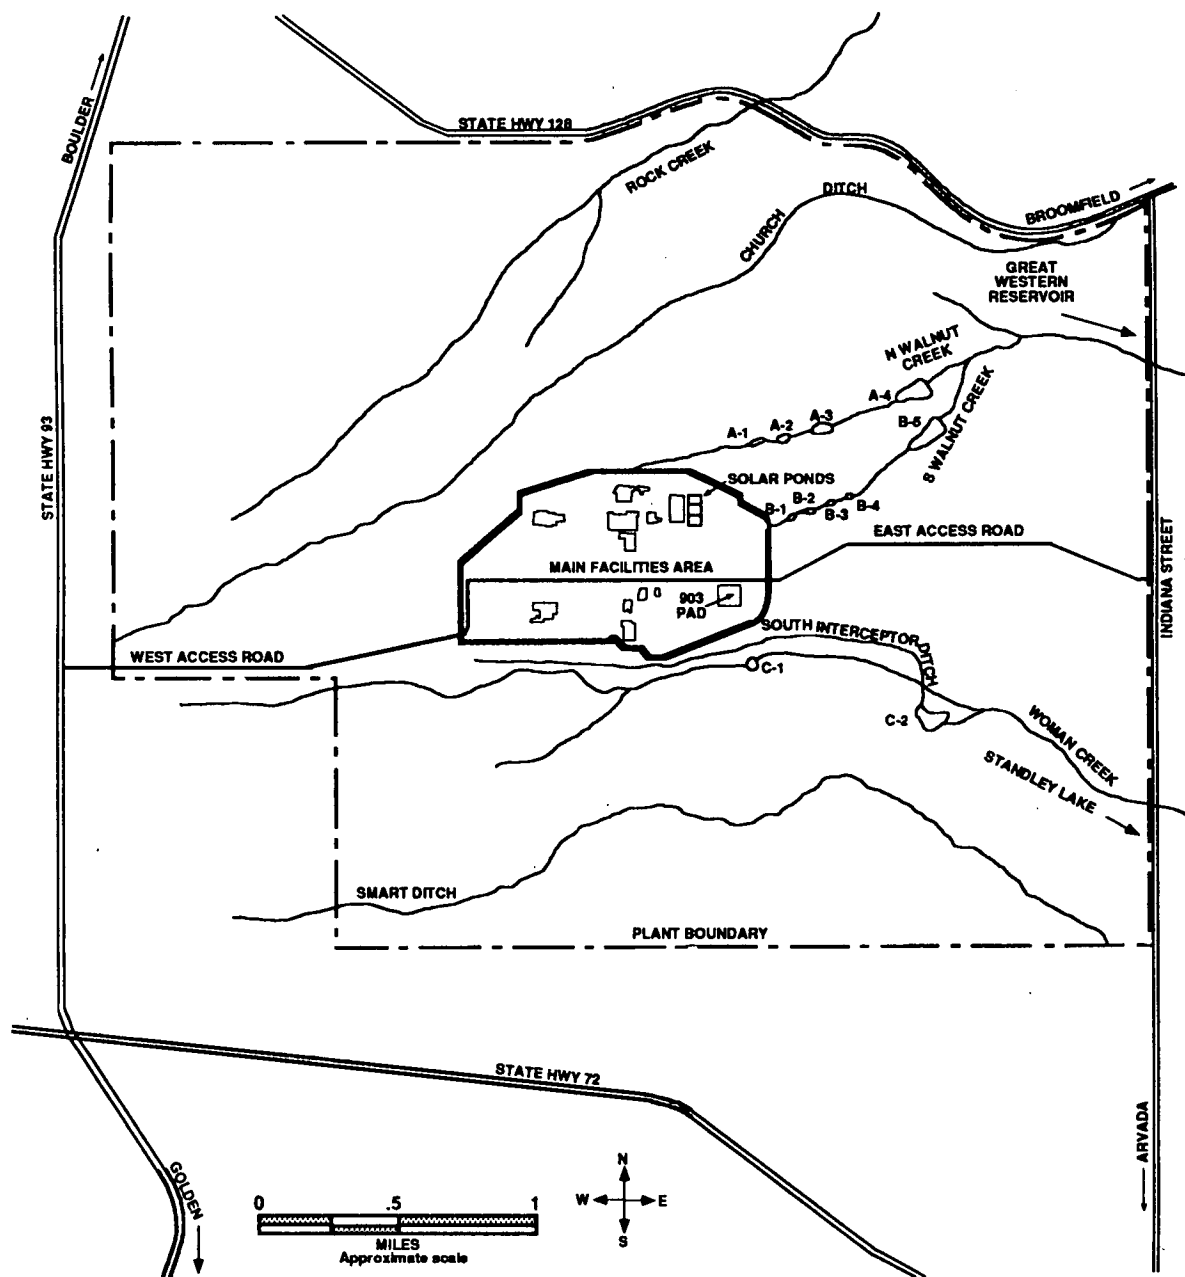 BOULDER
STATE HWY 128
ROCK CREEK
DITCH
CHURCH
BROOMFIELD
GREAT
WESTERN
RESERVOIR
N WALNUT
CREEK
A-4
A-3
A-2
A-1
B-5
S WALNUT CREEK
STATE HWY 93
SOLAR PONDS
B-1
B-2
B-3
B-4
EAST ACCESS ROAD
INDIANA STREET
MAIN FACILITIES AREA
903
PAD
SOUTH INTERCEPTOR
DITCH
WEST ACCESS ROAD
C-1
C-2
WOMAN CREEK
STANDLEY LAKE
SMART DITCH
PLANT BOUNDARY
STATE HWY 72
ARVADA
GOLDEN
0 .5 1
MILES
Approximate scale
N
W E
S